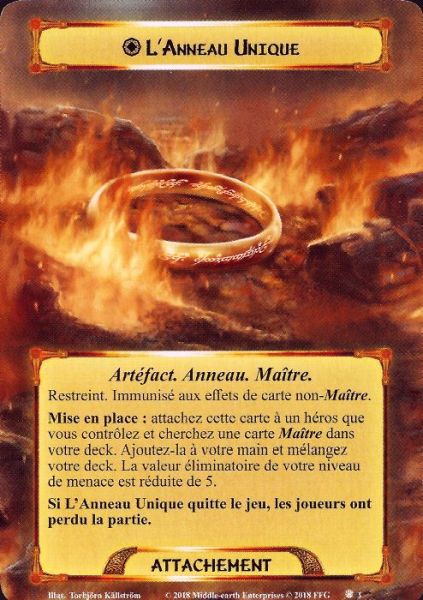 L'Anneau Unique
Artéfact. Anneau. Maître.
Restreint. Immunisé aux effets de carte non-Maître.
Mise en place : attachez cette carte à un héros que
vous contrôlez et cherchez une carte Maître dans
votre deck. Ajoutez-la à votre main et mélangez
votre deck. La valeur éliminatoire de votre niveau
de menace est réduite de 5.
Si L'Anneau Unique quitte le jeu, les joueurs ont
perdu la partie.
ATTACHEMENT
Illus. Torbjörn Källström © 2018 Middle-earth Enterprises © 2018 FFG